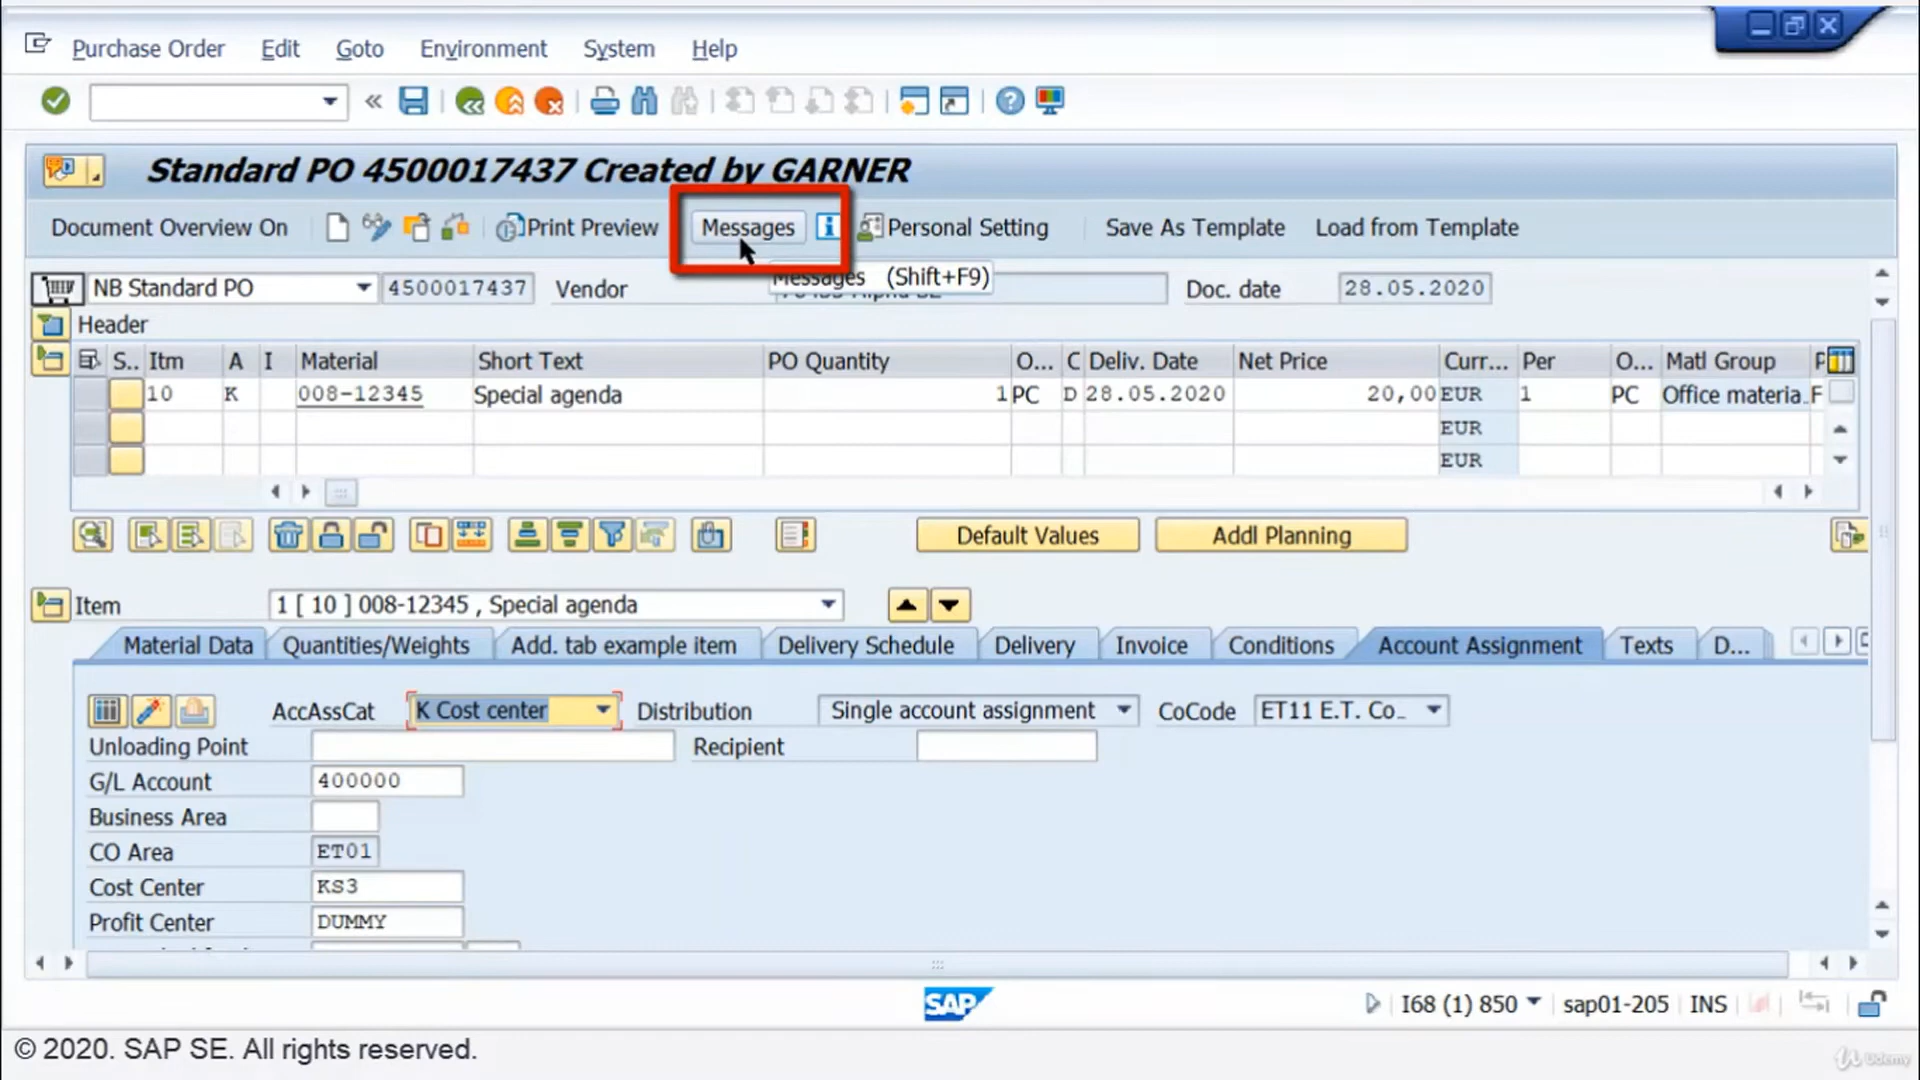 Purchase Order Edit Goto Environment System Help
Standard PO 4500017437 Created by GARNER
Document Overview On Print Preview Messages Personal Setting Save As Template Load from Template
Messages (Shift+F9)
NB Standard PO 4500017437 Vendor Doc. date 28.05.2020
Header
S.. Itm A I Material Short Text PO Quantity O... C Deliv. Date Net Price Curr... Per O... Matl Group P
10 K 008-12345 Special agenda 1 PC D 28.05.2020 20,00 EUR 1 PC Office materia.. F
EUR
EUR
Default Values Addl Planning
Item 1 [ 10 ] 008-12345 , Special agenda
Material Data Quantities/Weights Add. tab example item Delivery Schedule Delivery Invoice Conditions Account Assignment Texts D...
AccAssCat K Cost center Distribution Single account assignment CoCode ET11 E.T. Co_
Unloading Point Recipient
G/L Account 400000
Business Area
CO Area ET01
Cost Center KS3
Profit Center DUMMY
SAP
I68 (1) 850 sap01-205 INS
© 2020. SAP SE. All rights reserved.
Udemy